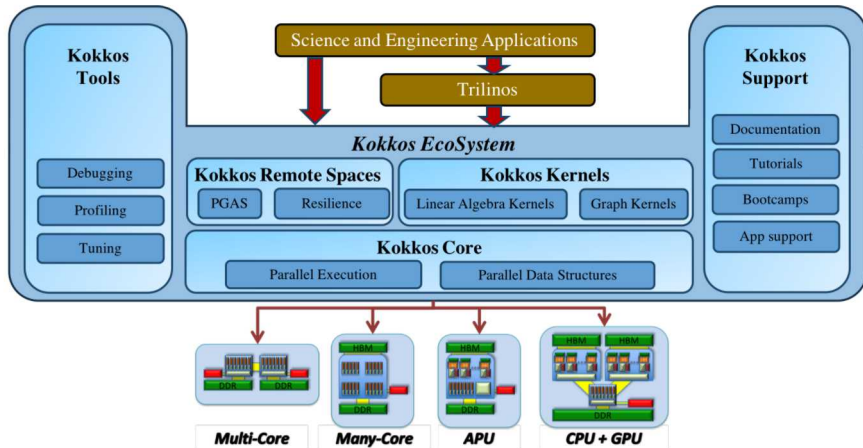 Kokkos
Tools
Debugging
Profiling
Tuning
Science and Engineering Applications
Trilinos
Kokkos EcoSystem
Kokkos Remote Spaces
PGAS
Resilience
Kokkos Kernels
Linear Algebra Kernels
Graph Kernels
Kokkos Core
Parallel Execution
Parallel Data Structures
Kokkos
Support
Documentation
Tutorials
Bootcamps
App support
DDR
DDR
Multi-Core
HBM
DDR
Many-Core
HBM
DDR
APU
HBM
HBM
DDR
CPU + GPU